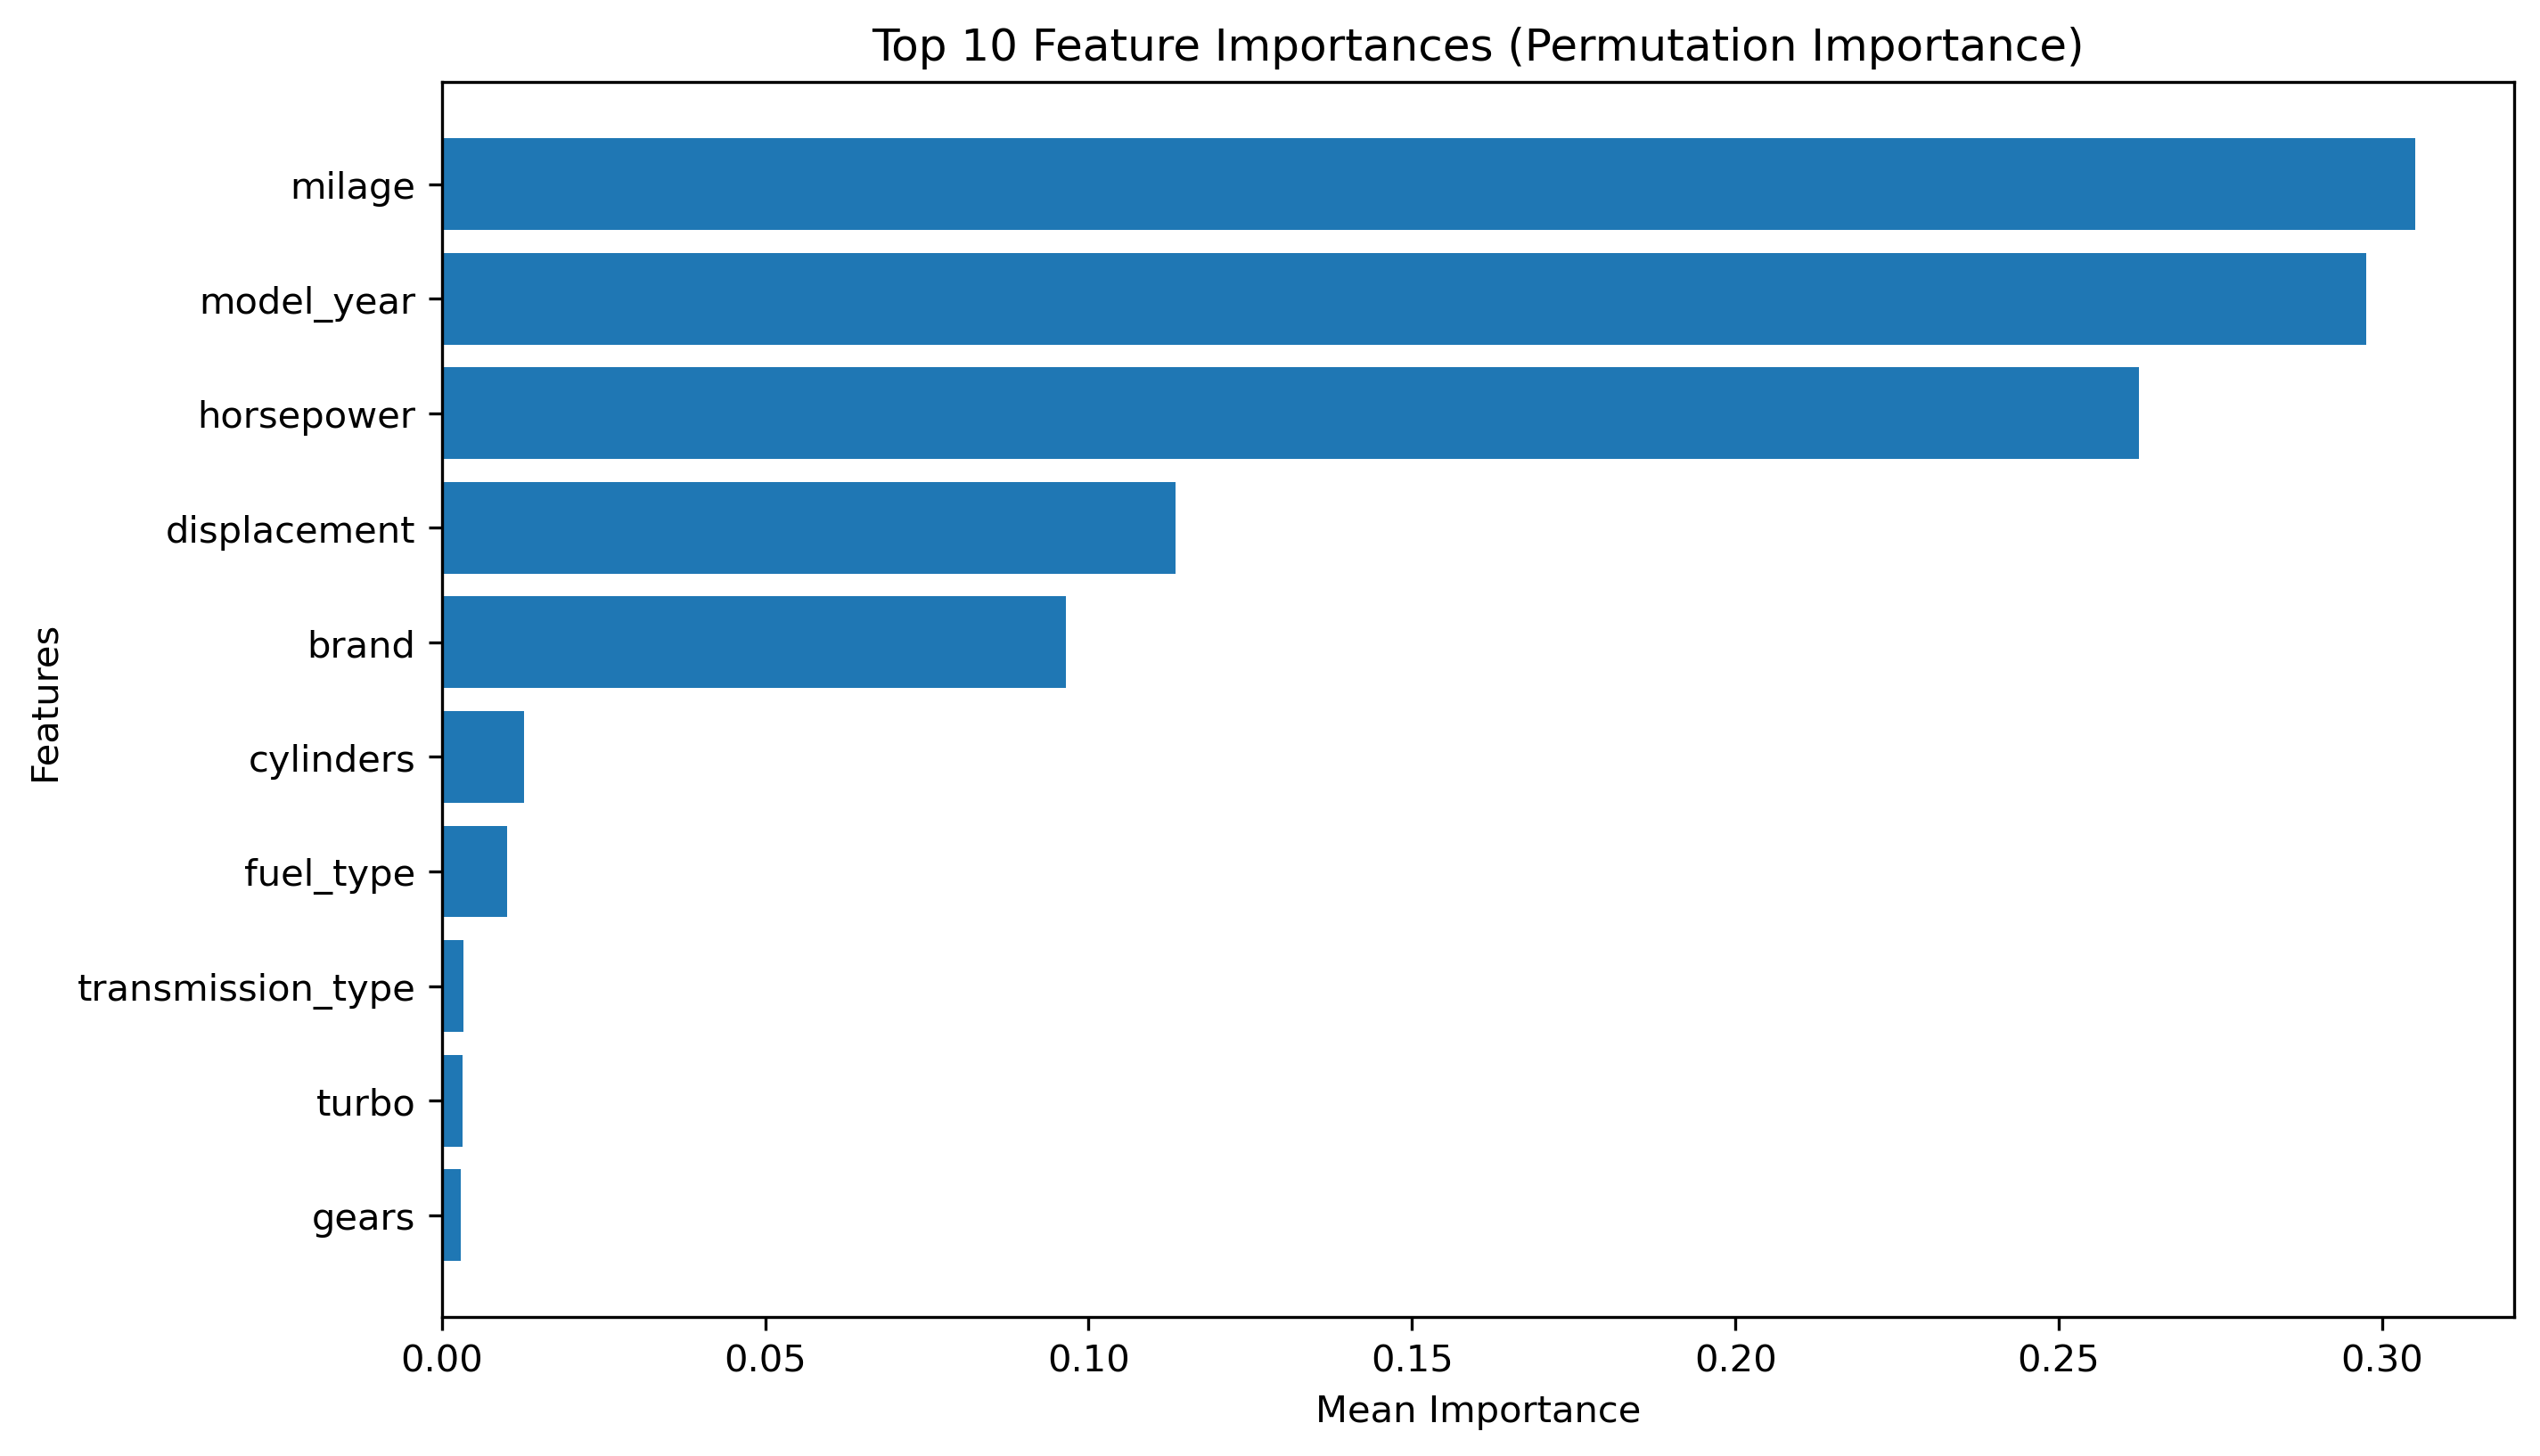 Top 10 Feature Importances (Permutation Importance)
milage
model_year
horsepower
displacement
brand
cylinders
fuel_type
transmission_type
turbo
gears
Features
0.00 0.05 0.10 0.15 0.20 0.25 0.30
Mean Importance